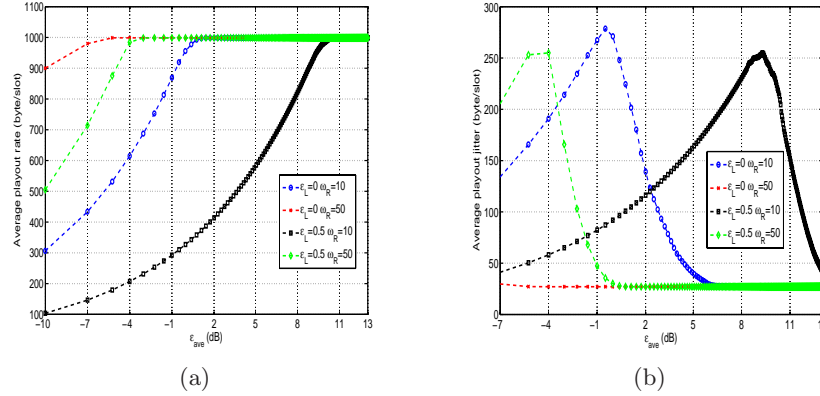 Average playout rate (byte/slot)
1100
1000
900
800
700
600
500
400
300
200
100
-10 -7 -4 -1 2 5 8 11 13
ε_ave (dB)
ε_L=0 ω_R=10
ε_L=0 ω_R=50
ε_L=0.5 ω_R=10
ε_L=0.5 ω_R=50
(a)
Average playout jitter (byte/slot)
300
250
200
150
100
50
0
-7 -4 -1 2 5 8 11 13
ε_ave (dB)
ε_L=0 ω_R=10
ε_L=0 ω_R=50
ε_L=0.5 ω_R=10
ε_L=0.5 ω_R=50
(b)